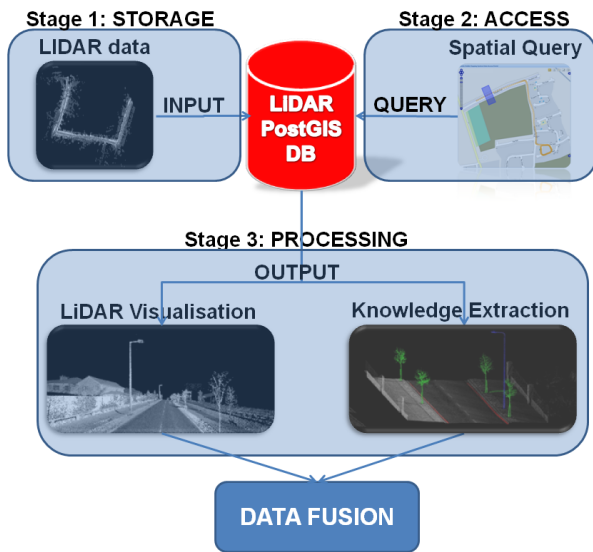 Stage 1: STORAGE
Stage 2: ACCESS
LIDAR data
Spatial Query
INPUT
LIDAR
PostGIS
DB
QUERY
Stage 3: PROCESSING
OUTPUT
LiDAR Visualisation
Knowledge Extraction
DATA FUSION